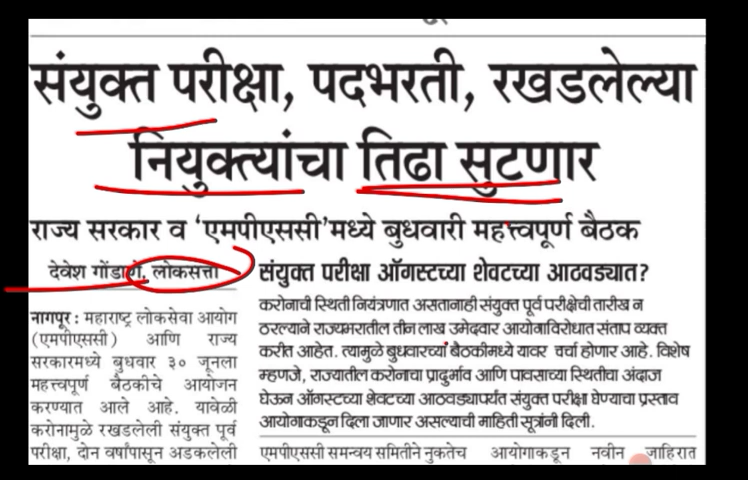 संयुक्त परीक्षा, पदभरती, रखडलेल्या
नियुक्त्यांचा तिढा सुटणार
राज्य सरकार व ‘एमपीएससी’मध्ये बुधवारी महत्त्वपूर्ण बैठक
देवेश गोंडाणे, लोकसत्ता
नागपूर : महाराष्ट्र लोकसेवा आयोग
(एमपीएससी) आणि राज्य
सरकारमध्ये बुधवार ३० जूनला
महत्त्वपूर्ण बैठकीचे आयोजन
करण्यात आले आहे. यावेळी
करोनामुळे रखडलेली संयुक्त पूर्व
परीक्षा, दोन वर्षांपासून अडकलेली
संयुक्त परीक्षा ऑगस्टच्या शेवटच्या आठवड्यात?
करोनाची स्थिती नियंत्रणात असतानाही संयुक्त पूर्व परीक्षेची तारीख न
ठरल्याने राज्यभरातील तीन लाख उमेदवार आयोगाविरोधात संताप व्यक्त
करीत आहेत. त्यामुळे बुधवारच्या बैठकीमध्ये यावर चर्चा होणार आहे. विशेष
म्हणजे, राज्यातील करोनाचा प्रादुर्भाव आणि पावसाच्या स्थितीचा अंदाज
घेऊन ऑगस्टच्या शेवटच्या आठवड्यापर्यंत संयुक्त परीक्षा घेण्याचा प्रस्ताव
आयोगाकडून दिला जाणार असल्याची माहिती सूत्रांनी दिली.
एमपीएससी समन्वय समितीने नुकतेच
आयोगाकडून नवीन जाहिरात